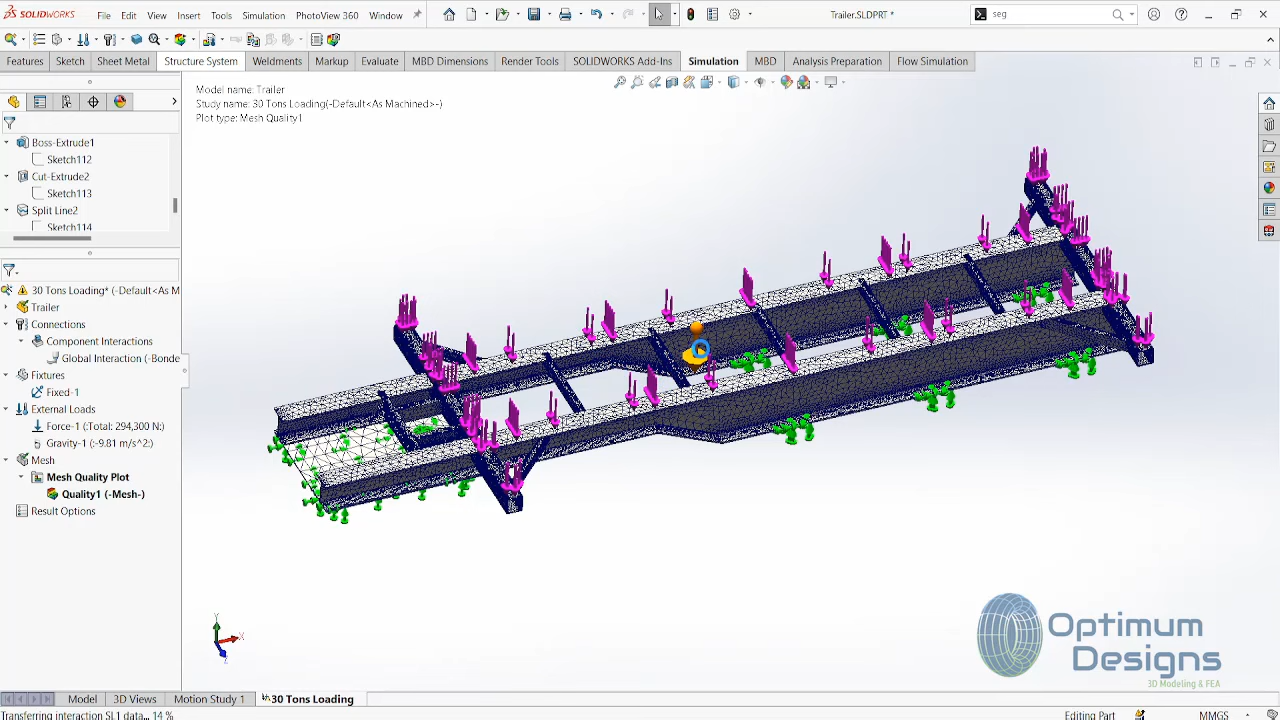 SOLIDWORKS File Edit View Insert Tools Simulation PhotoView 360 Window Trailer.SLDPRT * seg
Features Sketch Sheet Metal Structure System Weldments Markup Evaluate MBD Dimensions Render Tools SOLIDWORKS Add-Ins Simulation MBD Analysis Preparation Flow Simulation
Model name: Trailer
Study name: 30 Tons Loading(-Default<As Machined>-)
Plot type: Mesh Quality1
Boss-Extrude1
Sketch112
Cut-Extrude2
Sketch113
Split Line2
Sketch114
30 Tons Loading* (-Default<As M
Trailer
Connections
Component Interactions
Global Interaction (-Bonde
Fixtures
Fixed-1
External Loads
Force-1 (:Total: 294,300 N:)
Gravity-1 (:-9.81 m/s^2:)
Mesh
Mesh Quality Plot
Quality1 (-Mesh-)
Result Options
Y
X
Z
Optimum
Designs
3D Modeling & FEA
Model 3D Views Motion Study 1 30 Tons Loading
Transferring interaction SL1 data... 14 % Editing Part MMGS